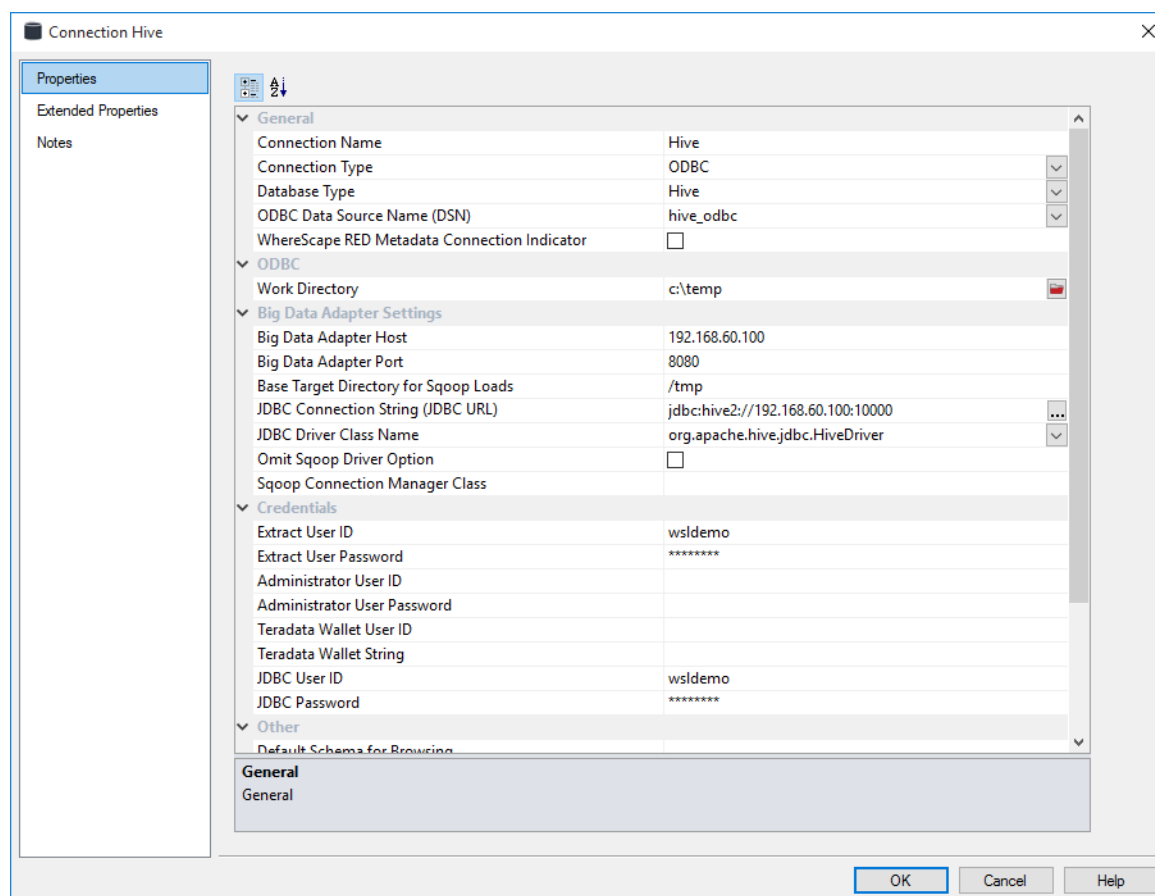 Connection Hive
Properties
Extended Properties
Notes
General
Connection Name Hive
Connection Type ODBC
Database Type Hive
ODBC Data Source Name (DSN) hive_odbc
WhereScape RED Metadata Connection Indicator
ODBC
Work Directory c:\temp
Big Data Adapter Settings
Big Data Adapter Host 192.168.60.100
Big Data Adapter Port 8080
Base Target Directory for Sqoop Loads /tmp
JDBC Connection String (JDBC URL) jdbc:hive2://192.168.60.100:10000 ...
JDBC Driver Class Name org.apache.hive.jdbc.HiveDriver
Omit Sqoop Driver Option
Sqoop Connection Manager Class
Credentials
Extract User ID wsldemo
Extract User Password ********
Administrator User ID
Administrator User Password
Teradata Wallet User ID
Teradata Wallet String
JDBC User ID wsldemo
JDBC Password ********
Other
Default Schema for Browsing
General
General
OK Cancel Help